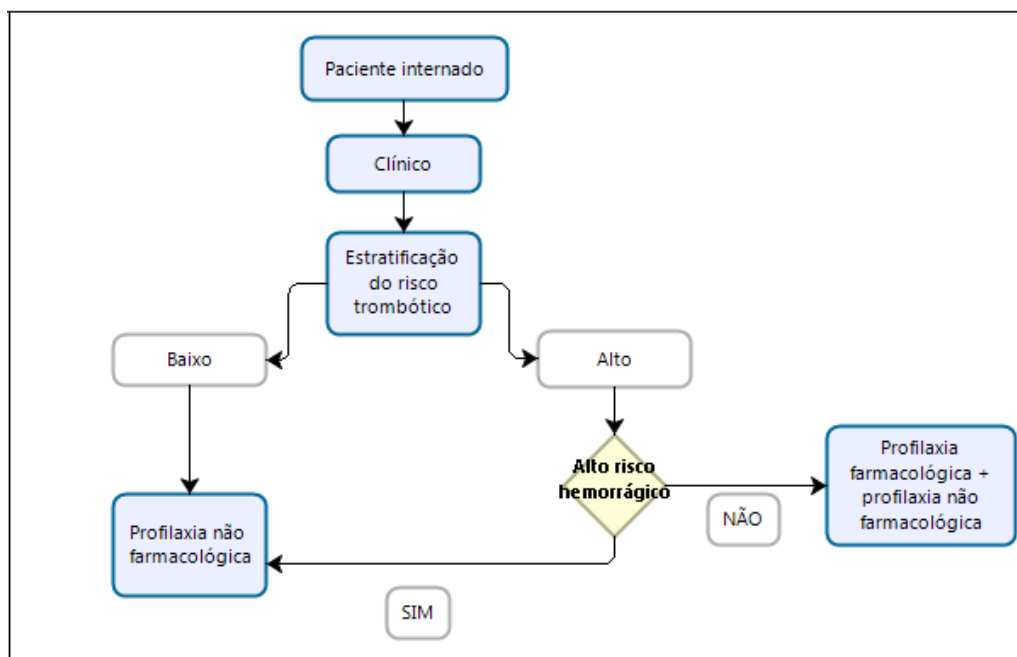 Paciente internado
Clínico
Estratificação
do risco
trombótico
Baixo
Alto
Alto risco
hemorrágico
NÃO
Profilaxia
farmacológica +
profilaxia não
farmacológica
Profilaxia não
farmacológica
SIM